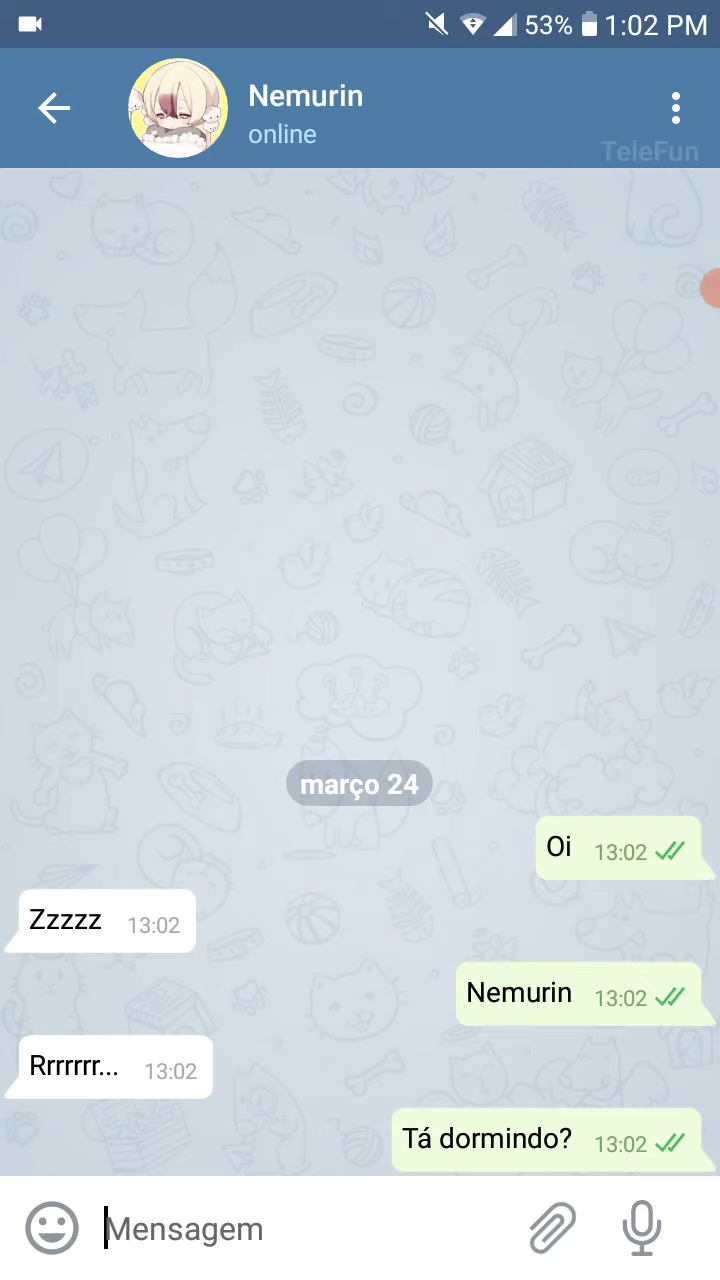 53% 1:02 PM
Nemurin
online
TeleFun
março 24
Oi 13:02
Zzzzz 13:02
Nemurin 13:02
Rrrrrrr... 13:02
Tá dormindo? 13:02
Mensagem